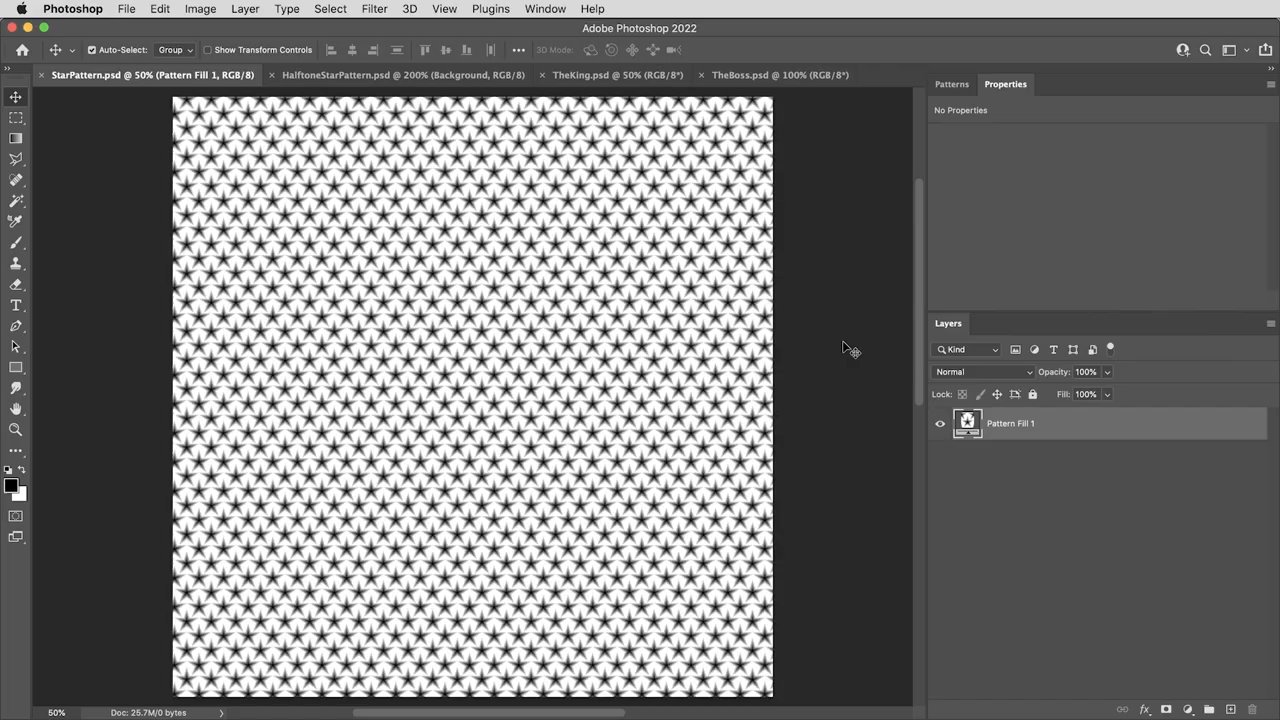 Photoshop File Edit Image Layer Type Select Filter 3D View Plugins Window Help
Adobe Photoshop 2022
Auto-Select: Group Show Transform Controls 3D Mode:
StarPattern.psd @ 50% (Pattern Fill 1, RGB/8) HalftoneStarPattern.psd @ 200% (Background, RGB/8) TheKing.psd @ 50% (RGB/8*) TheBoss.psd @ 100% (RGB/8*)
Patterns Properties
No Properties
Layers
Kind
Normal Opacity: 100%
Lock: Fill: 100%
Pattern Fill 1
50% Doc: 25.7M/0 bytes